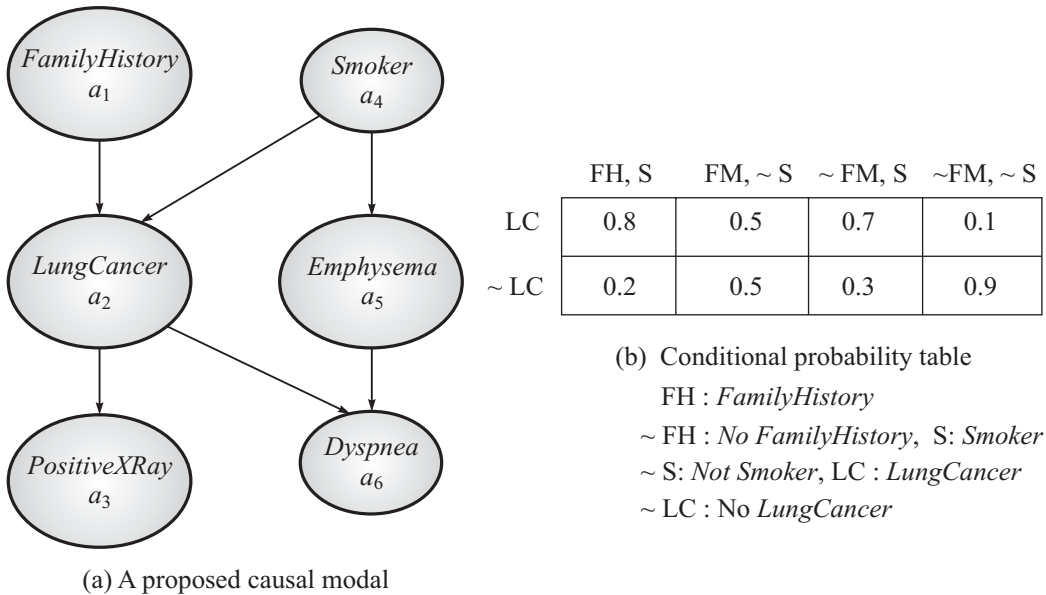 FamilyHistory
a1
Smoker
a4
LungCancer
a2
Emphysema
a5
PositiveXRay
a3
Dyspnea
a6
(a) A proposed causal modal
FH, S FM, ~ S ~ FM, S ~FM, ~ S
LC 0.8 0.5 0.7 0.1
~ LC 0.2 0.5 0.3 0.9
(b) Conditional probability table
FH : FamilyHistory
~ FH : No FamilyHistory, S: Smoker
~ S: Not Smoker, LC : LungCancer
~ LC : No LungCancer